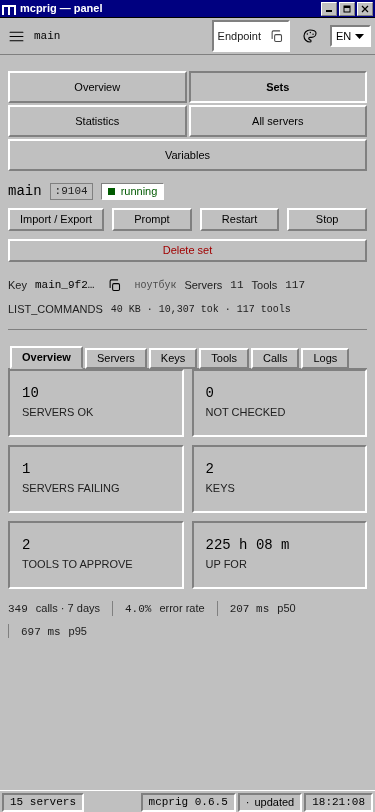 mcprig — panel
main
Endpoint
EN
Overview
Sets
Statistics
All servers
Variables
main :9104 running
Import / Export
Prompt
Restart
Stop
Delete set
Key main_9f2… ноутбук Servers 11 Tools 117
LIST_COMMANDS 40 KB · 10,307 tok · 117 tools
Overview
Servers
Keys
Tools
Calls
Logs
10
SERVERS OK
0
NOT CHECKED
1
SERVERS FAILING
2
KEYS
2
TOOLS TO APPROVE
225 h 08 m
UP FOR
349 calls · 7 days
4.0% error rate
207 ms p50
697 ms p95
15 servers
mcprig 0.6.5
· updated
18:21:08